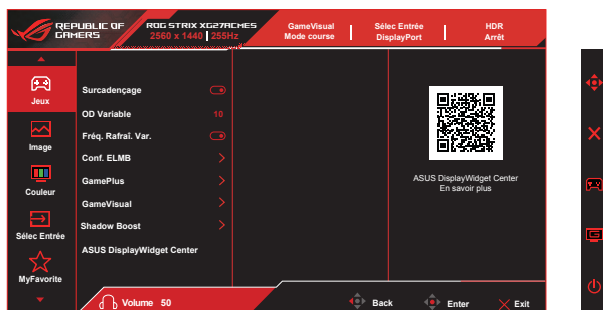 REPUBLIC OF
GAMERS
ROG STRIX XG27ACMES
2560 x 1440 255Hz
GameVisual
Mode course
Sélec Entrée
DisplayPort
HDR
Arrêt
Jeux
Image
Couleur
Sélec Entrée
MyFavorite
Surcadençage
OD Variable 10
Fréq. Rafraî. Var.
Conf. ELMB
GamePlus
GameVisual
Shadow Boost
ASUS DisplayWidget Center
ASUS DisplayWidget Center
En savoir plus
Volume 50
Back
Enter
Exit